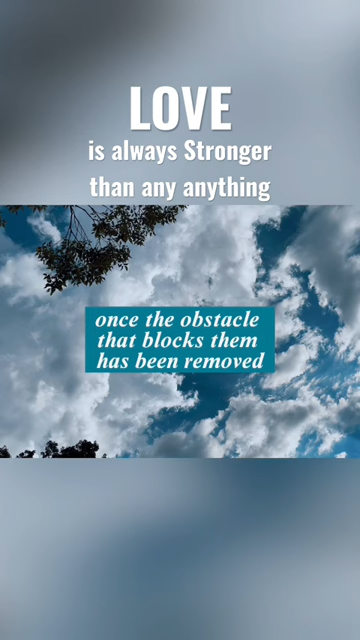 LOVE
is always Stronger
than any anything
once the obstacle
that blocks them
has been removed